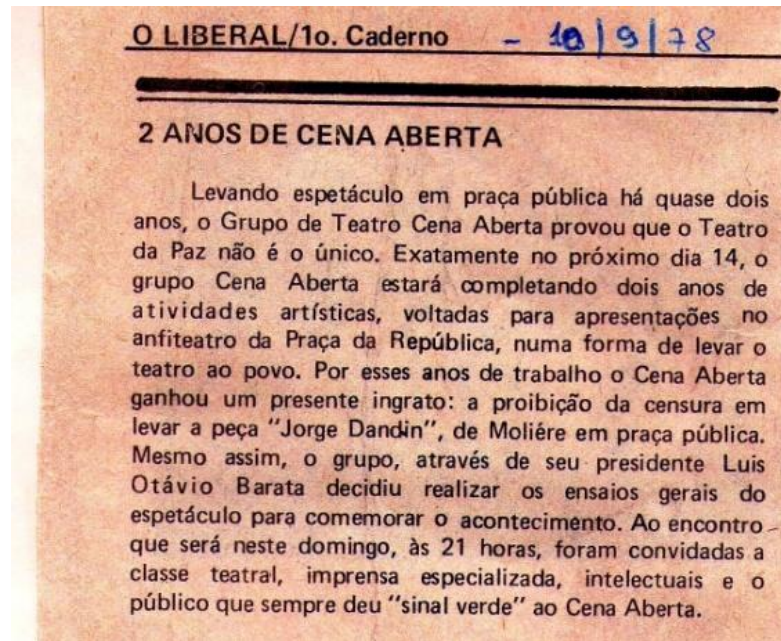 O LIBERAL/1o. Caderno - 10|9|78
2 ANOS DE CENA ABERTA
Levando espetáculo em praça pública há quase dois
anos, o Grupo de Teatro Cena Aberta provou que o Teatro
da Paz não é o único. Exatamente no próximo dia 14, o
grupo Cena Aberta estará completando dois anos de
atividades artísticas, voltadas para apresentações no
anfiteatro da Praça da República, numa forma de levar o
teatro ao povo. Por esses anos de trabalho o Cena Aberta
ganhou um presente ingrato: a proibição da censura em
levar a peça "Jorge Dandin", de Moliére em praça pública.
Mesmo assim, o grupo, através de seu presidente Luis
Otávio Barata decidiu realizar os ensaios gerais do
espetáculo para comemorar o acontecimento. Ao encontro
que será neste domingo, às 21 horas, foram convidadas a
classe teatral, imprensa especializada, intelectuais e o
público que sempre deu "sinal verde" ao Cena Aberta.